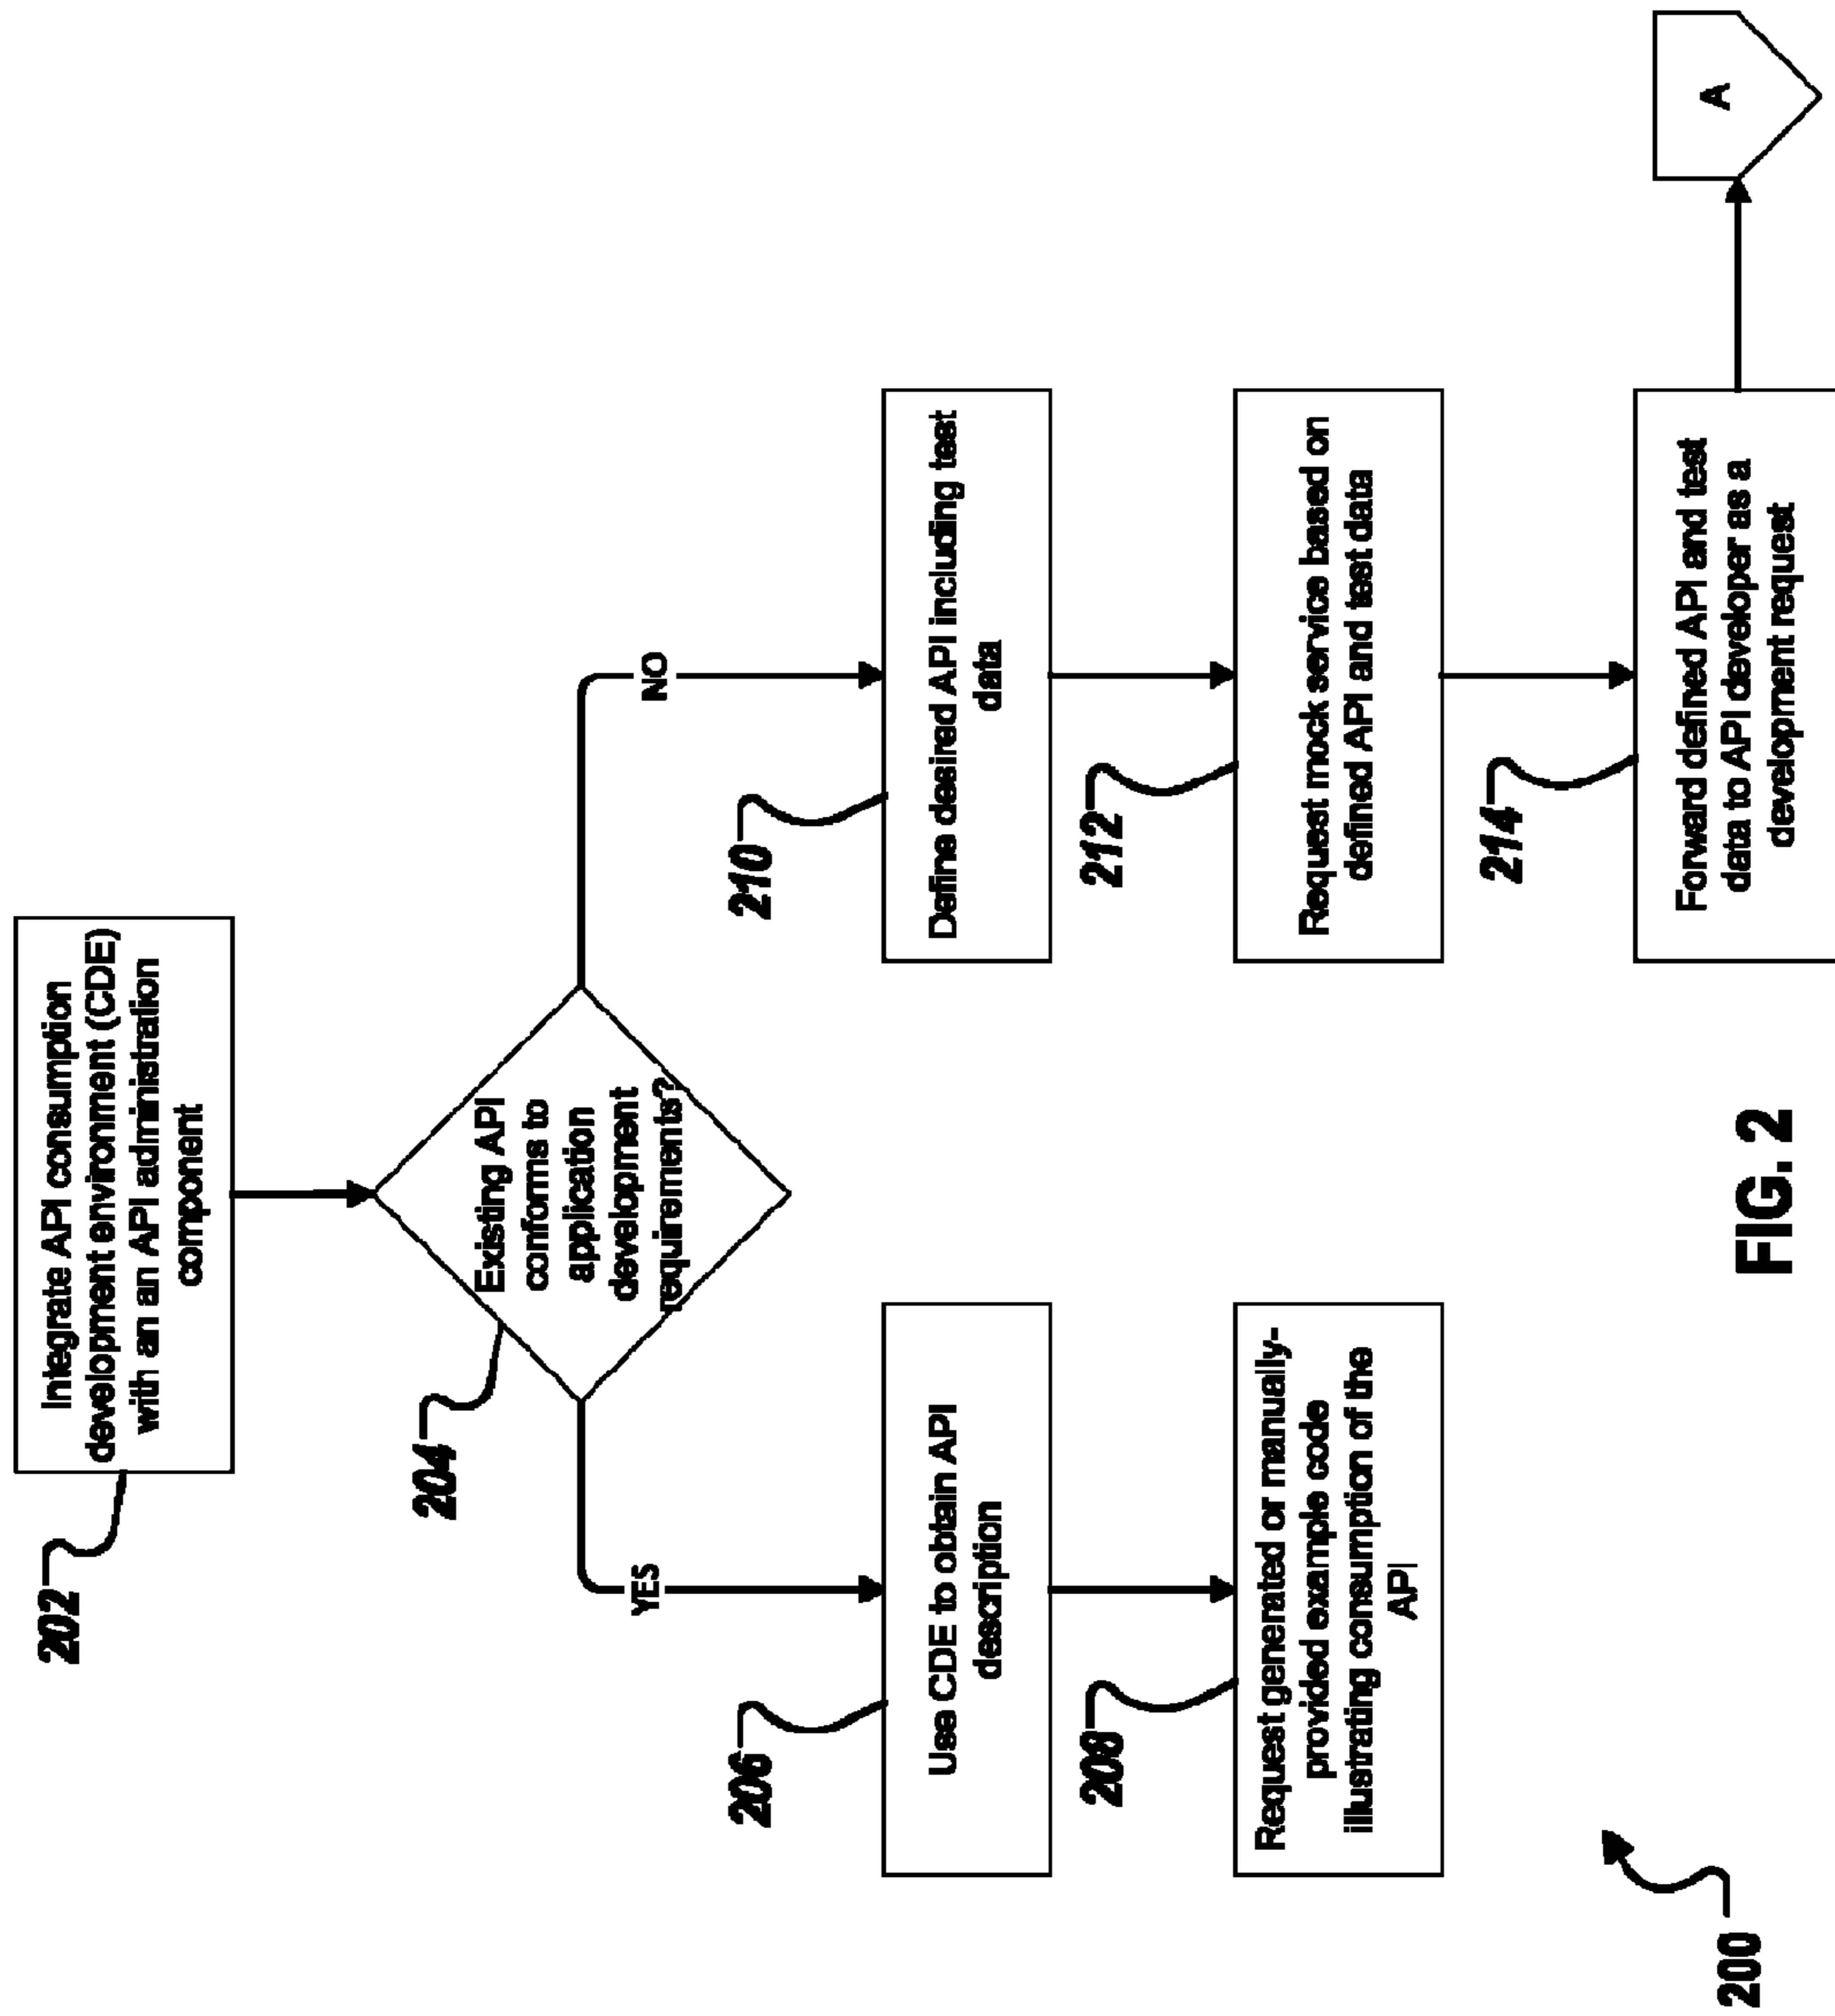 202
Integrate API consumption
development environment (CDE)
with an API administration
component
204
Existing API
conforms to
application
development
requirements?
YES
NO
206
Use CDE to obtain API
description
210
Define desired API including test
data
208
Request generated or manually-
provided example code
illustrating consumption of the
API
212
Request mock service based on
defined API and test data
214
Forward defined API and test
data to API developer as a
development request
A
200
FIG. 2